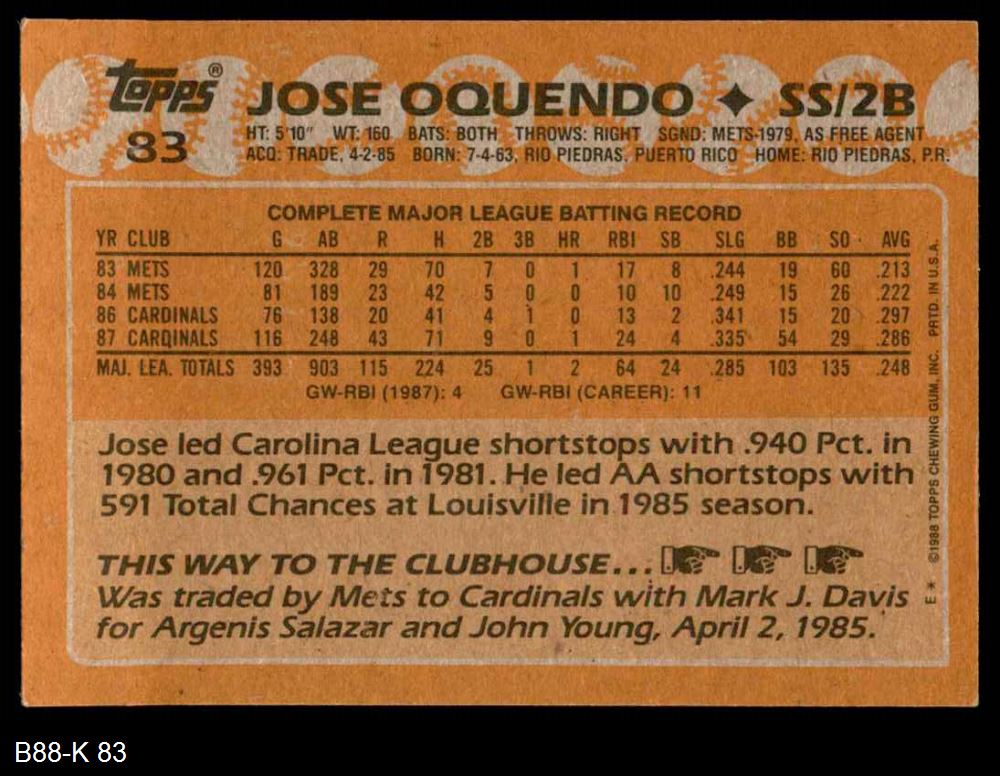 topps®
JOSE OQUENDO ✦ SS/2B
83
HT: 5'10" WT: 160 BATS: BOTH THROWS: RIGHT SGND: METS-1979, AS FREE AGENT
ACQ: TRADE, 4-2-85 BORN: 7-4-63, RIO PIEDRAS, PUERTO RICO HOME: RIO PIEDRAS, P.R.
COMPLETE MAJOR LEAGUE BATTING RECORD
YR CLUB G AB R H 2B 3B HR RBI SB SLG BB SO AVG
83 METS 120 328 29 70 7 0 1 17 8 .244 19 60 .213
84 METS 81 189 23 42 5 0 0 10 10 .249 15 26 .222
86 CARDINALS 76 138 20 41 4 1 0 13 2 .341 15 20 .297
87 CARDINALS 116 248 43 71 9 0 1 24 4 .335 54 29 .286
MAJ. LEA. TOTALS 393 903 115 224 25 1 2 64 24 .285 103 135 .248
GW-RBI (1987): 4 GW-RBI (CAREER): 11
Jose led Carolina League shortstops with .940 Pct. in
1980 and .961 Pct. in 1981. He led AA shortstops with
591 Total Chances at Louisville in 1985 season.
THIS WAY TO THE CLUBHOUSE...
Was traded by Mets to Cardinals with Mark J. Davis
for Argenis Salazar and John Young, April 2, 1985.
E * ©1988 TOPPS CHEWING GUM, INC. PRTD. IN U.S.A.
B88-K 83